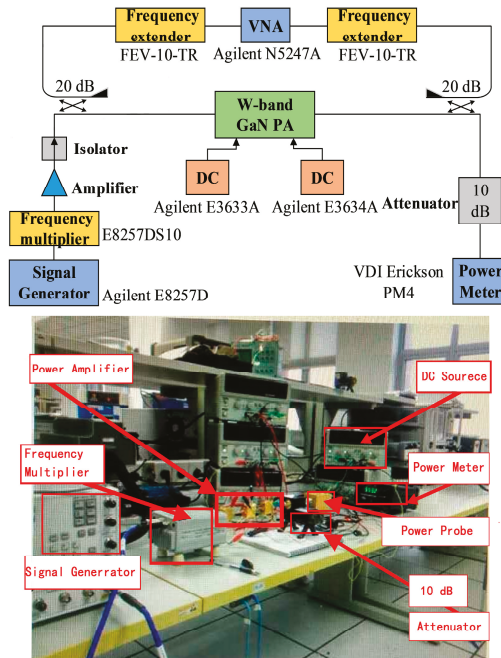 Frequency
extender
FEV-10-TR
VNA
Agilent N5247A
Frequency
extender
FEV-10-TR
20 dB
20 dB
W-band
GaN PA
Isolator
DC
DC
Amplifier
Agilent E3633A
Agilent E3634A
Attenuator
10
dB
Frequency
multiplier
E8257DS10
Signal
Generator
Agilent E8257D
VDI Erickson
PM4
Power
Meter
Power Amplifier
DC Sourece
Frequency
Multiplier
Power Meter
Power Probe
Signal Generrator
10 dB
Attenuator